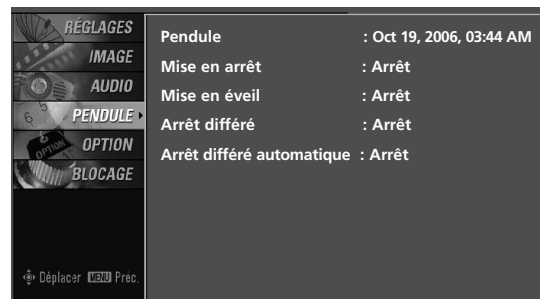 RÉGLAGES
IMAGE
AUDIO
PENDULE
OPTION
BLOCAGE
Déplacer MENU Préc.
Pendule : Oct 19, 2006, 03:44 AM
Mise en arrêt : Arrêt
Mise en éveil : Arrêt
Arrêt différé : Arrêt
Arrêt différé automatique : Arrêt